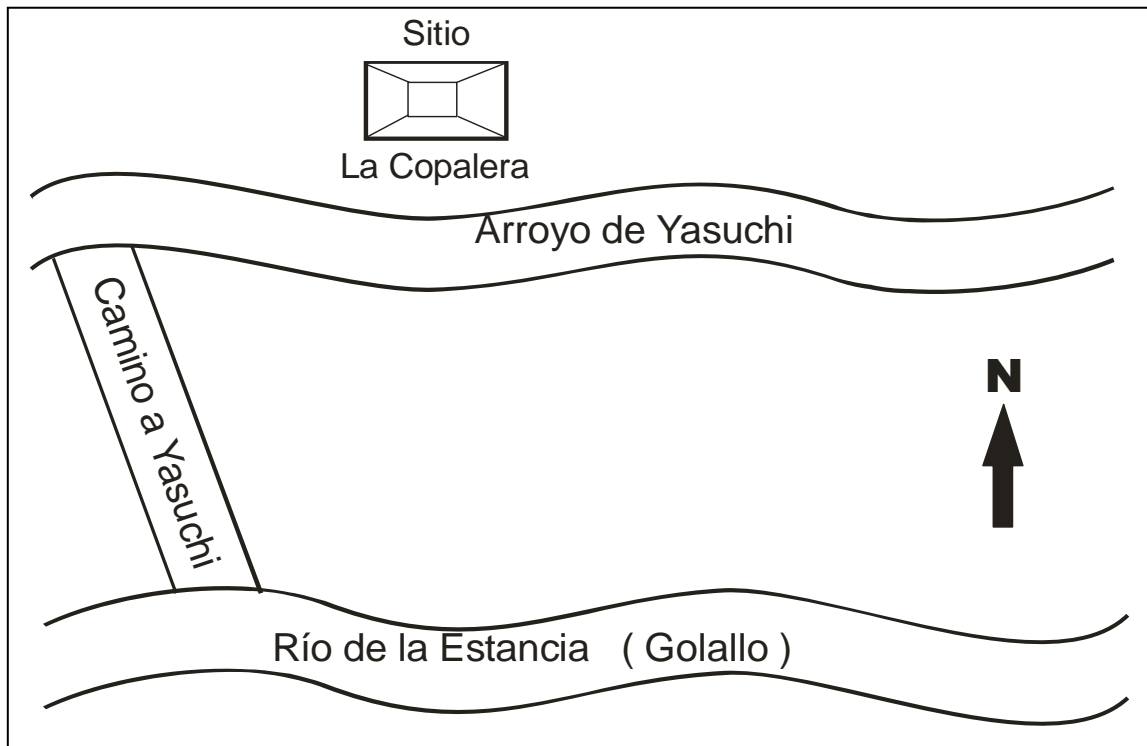 Sitio
La Copalera
Arroyo de Yasuchi
Camino a Yasuchi
N
Río de la Estancia ( Golallo )